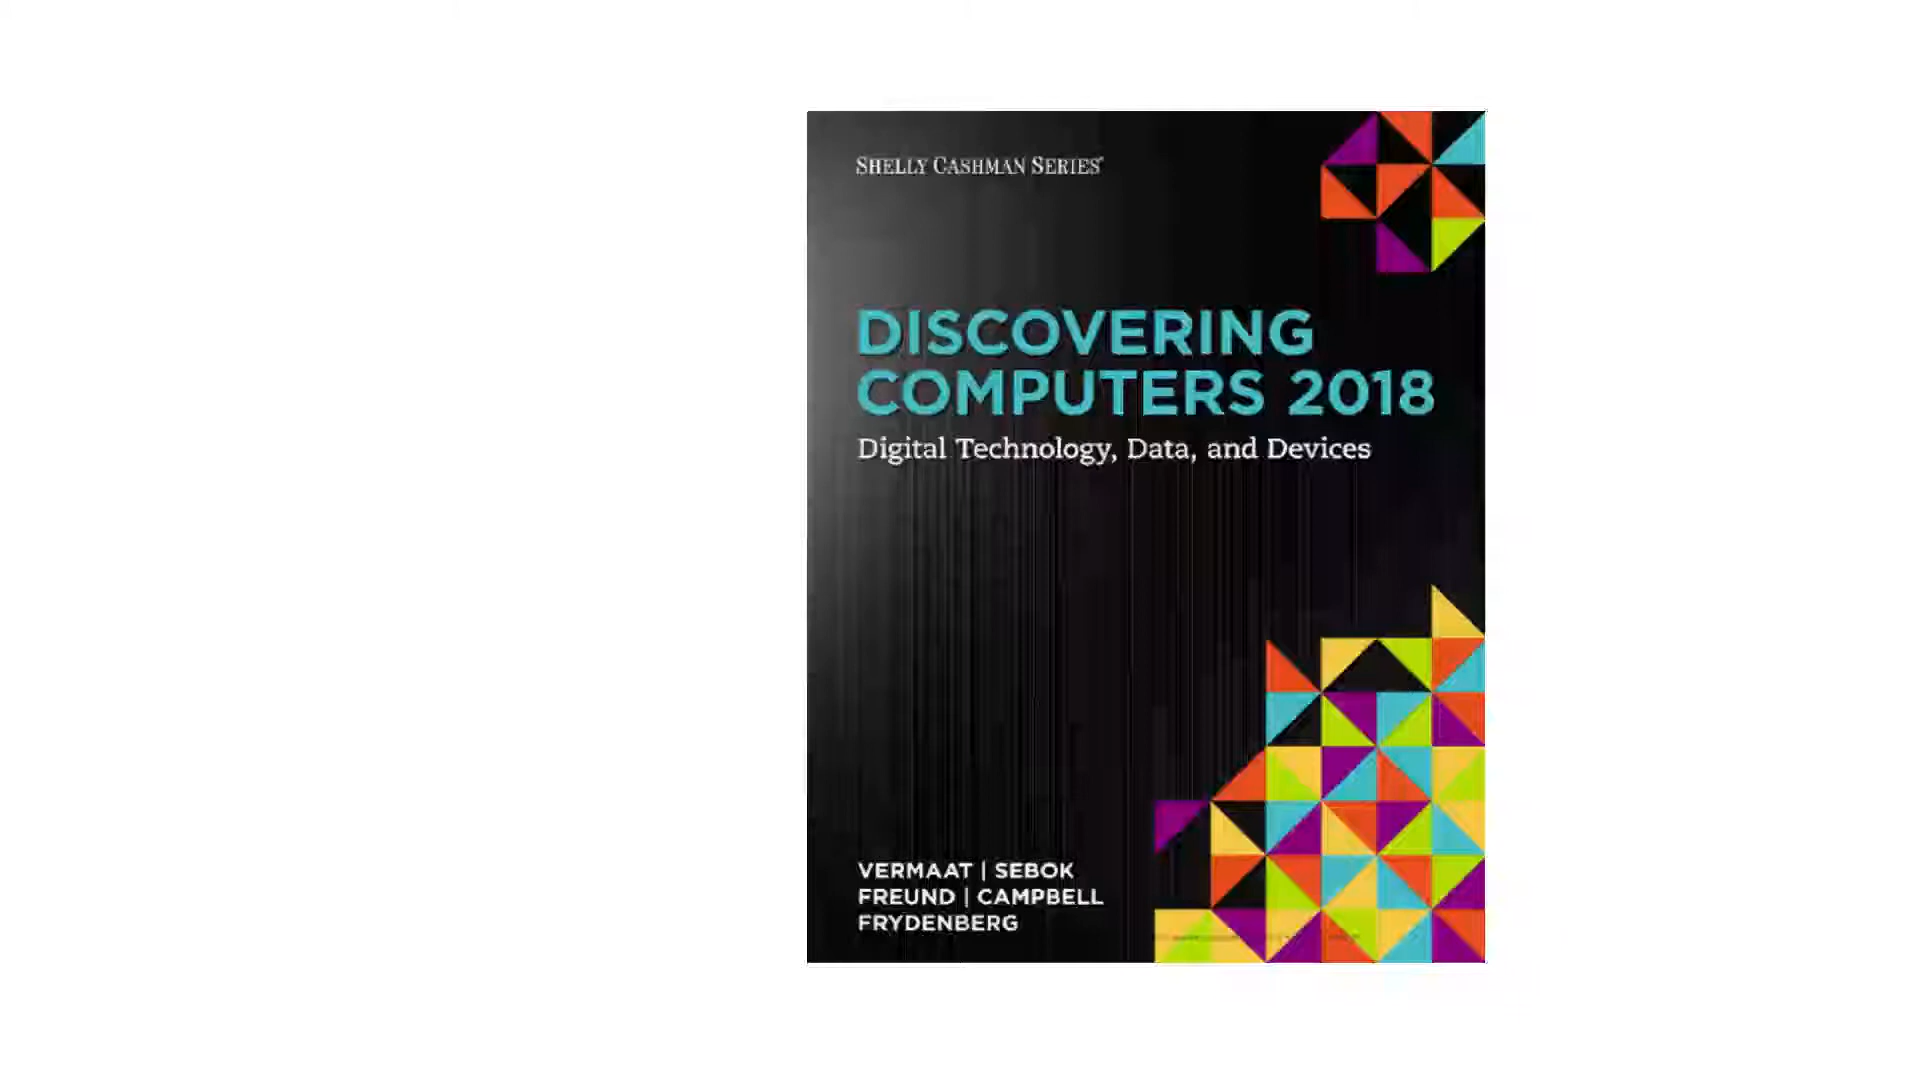 SHELLY CASHMAN SERIES®
DISCOVERING
COMPUTERS 2018
Digital Technology, Data, and Devices
VERMAAT | SEBOK
FREUND | CAMPBELL
FRYDENBERG